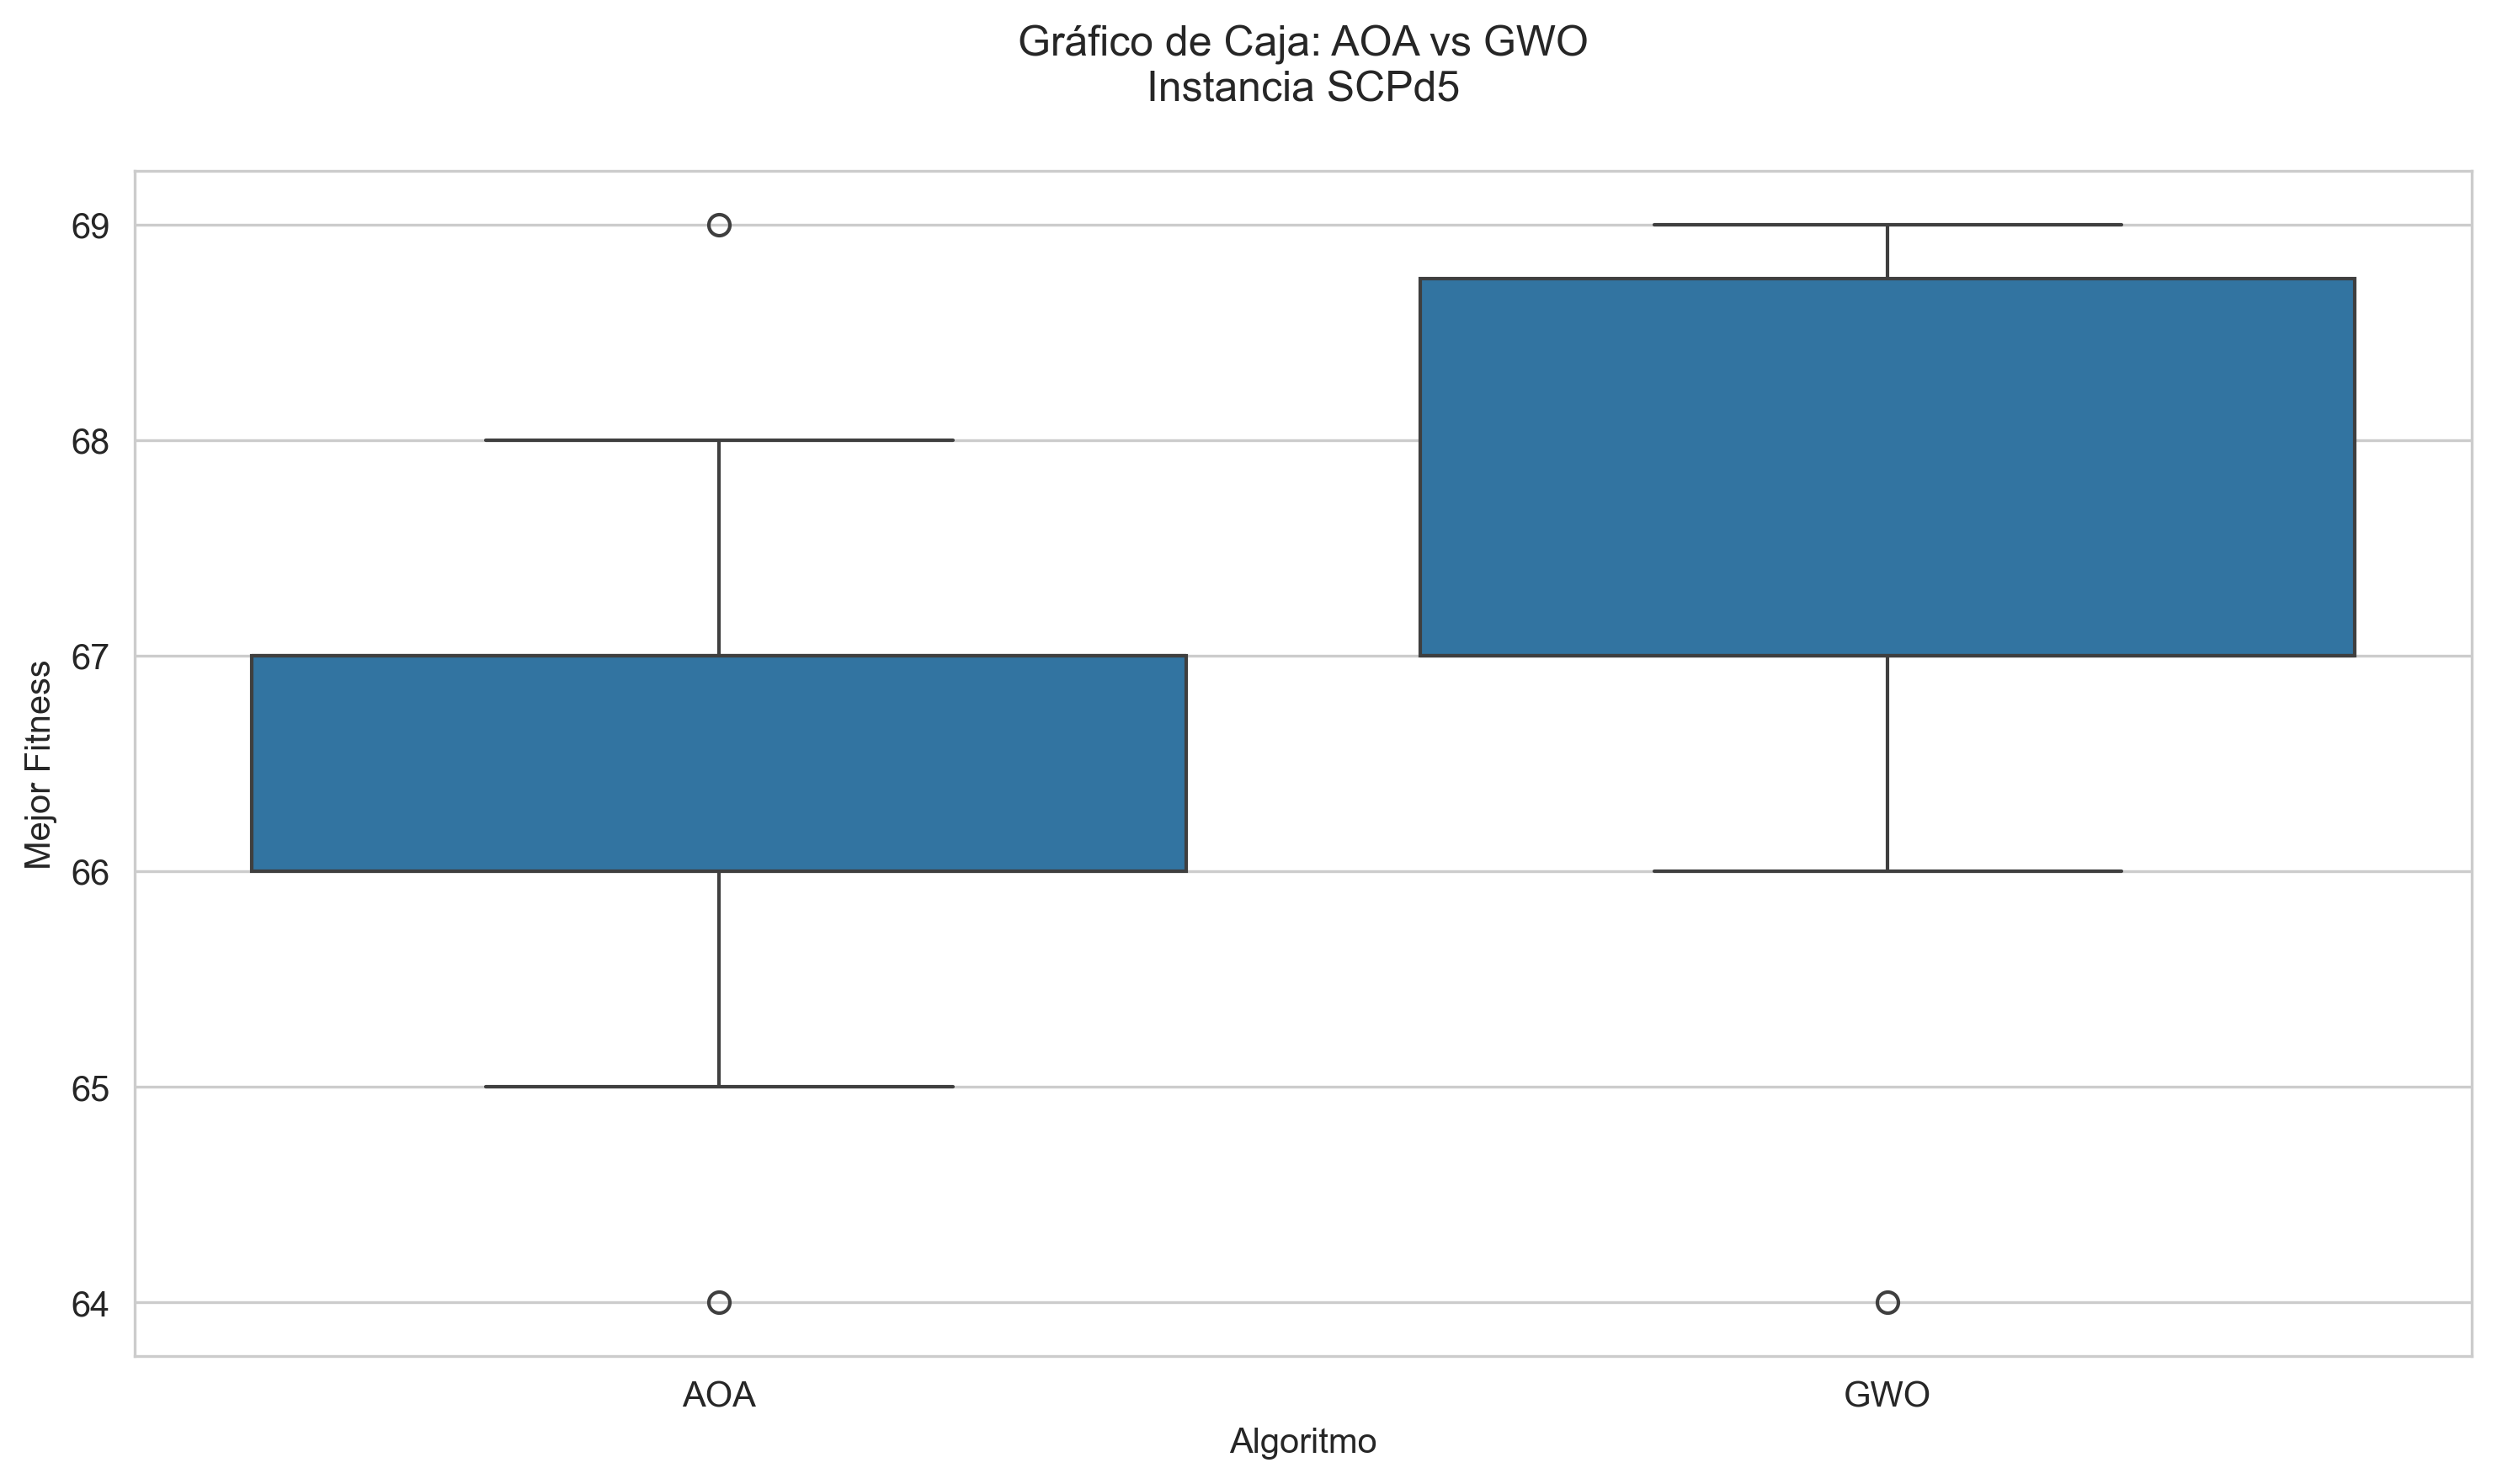 Gráfico de Caja: AOA vs GWO
Instancia SCPd5
Mejor Fitness
69
68
67
66
65
64
AOA
GWO
Algoritmo